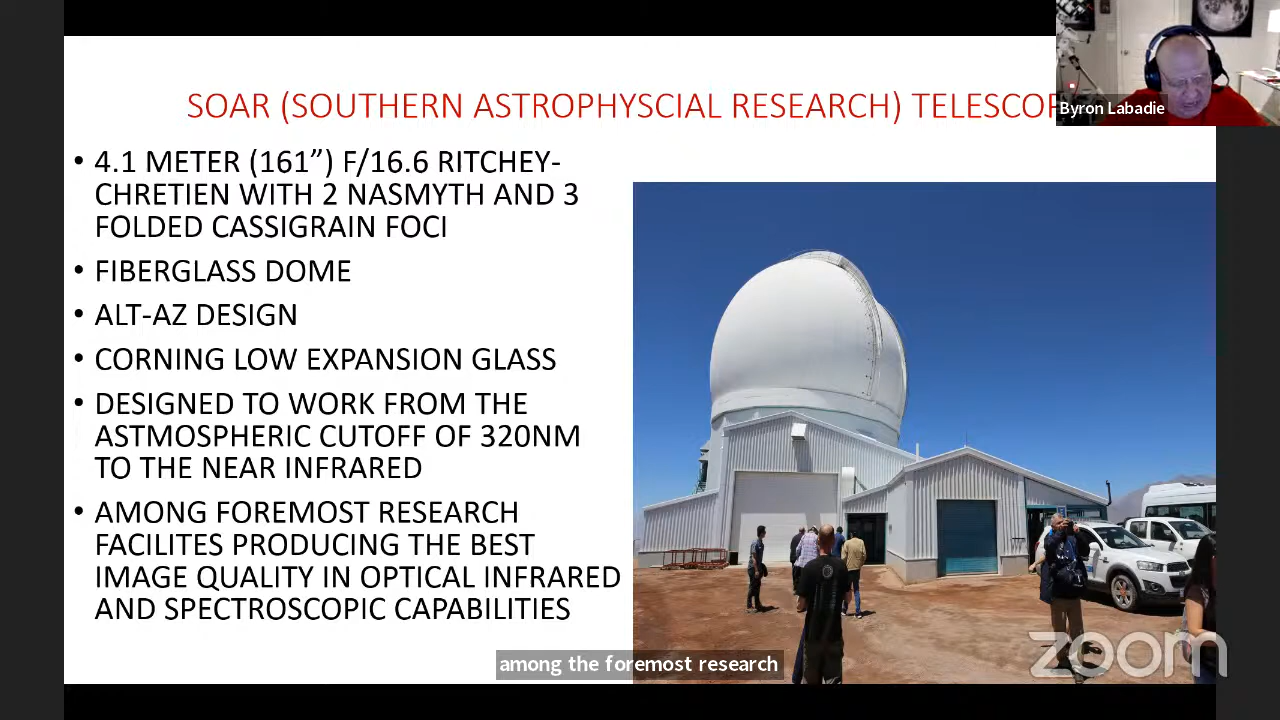 SOAR (SOUTHERN ASTROPHYSCIAL RESEARCH)
Byron Labadie
• 4.1 METER (161”) F/16.6 RITCHEY-
CHRETIEN WITH 2 NASMYTH AND 3
FOLDED CASSIGRAIN FOCI
• FIBERGLASS DOME
• ALT-AZ DESIGN
• CORNING LOW EXPANSION GLASS
• DESIGNED TO WORK FROM THE
ASTMOSPHERIC CUTOFF OF 320NM
TO THE NEAR INFRARED
• AMONG FOREMOST RESEARCH
FACILITES PRODUCING THE BEST
IMAGE QUALITY IN OPTICAL INFRARED
AND SPECTROSCOPIC CAPABILITIES
among the foremost research
zoom